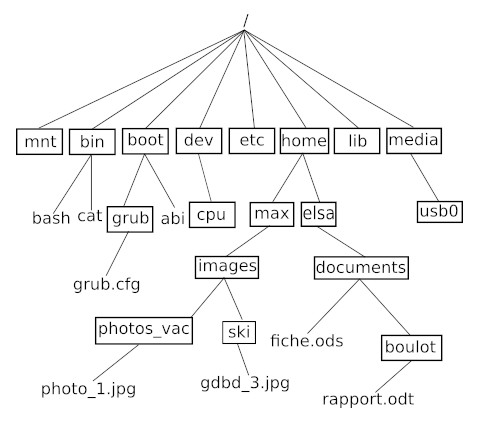 /
mnt bin boot dev etc home lib media
bash cat grub abi cpu max elsa usb0
images documents
grub.cfg
photos_vac ski fiche.ods boulot
photo_1.jpg gdbd_3.jpg rapport.odt